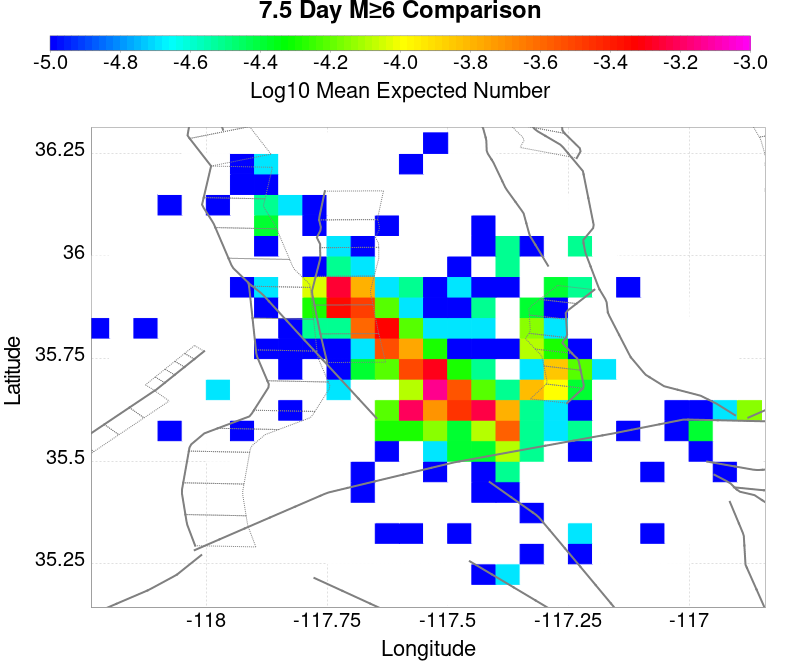 7.5 Day M≥6 Comparison
-5.0 -4.8 -4.6 -4.4 -4.2 -4.0 -3.8 -3.6 -3.4 -3.2 -3.0
Log10 Mean Expected Number
36.25
36
35.75
35.5
35.25
Latitude
-118 -117.75 -117.5 -117.25 -117
Longitude